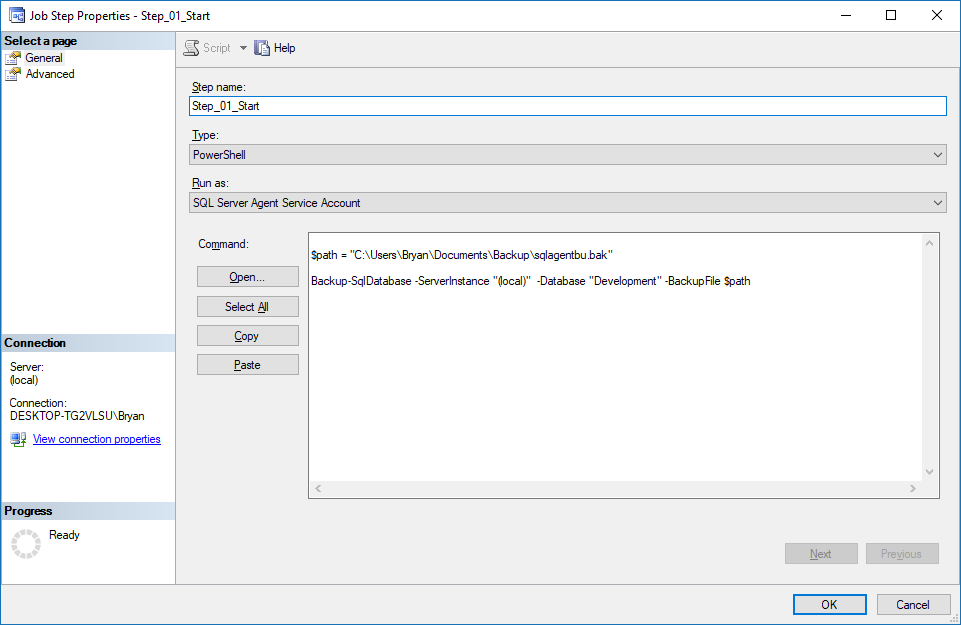 Job Step Properties - Step_01_Start
Select a page
General
Advanced
Script
Help
Step name:
Step_01_Start
Type:
PowerShell
Run as:
SQL Server Agent Service Account
Command:
Open...
Select All
Copy
Paste
$path = "C:\Users\Bryan\Documents\Backup\sqlagentbu.bak"
Backup-SqlDatabase -ServerInstance "(local)"  -Database "Development" -BackupFile $path
Connection
Server:
(local)
Connection:
DESKTOP-TG2VLSU\Bryan
View connection properties
Progress
Ready
Next
Previous
OK
Cancel